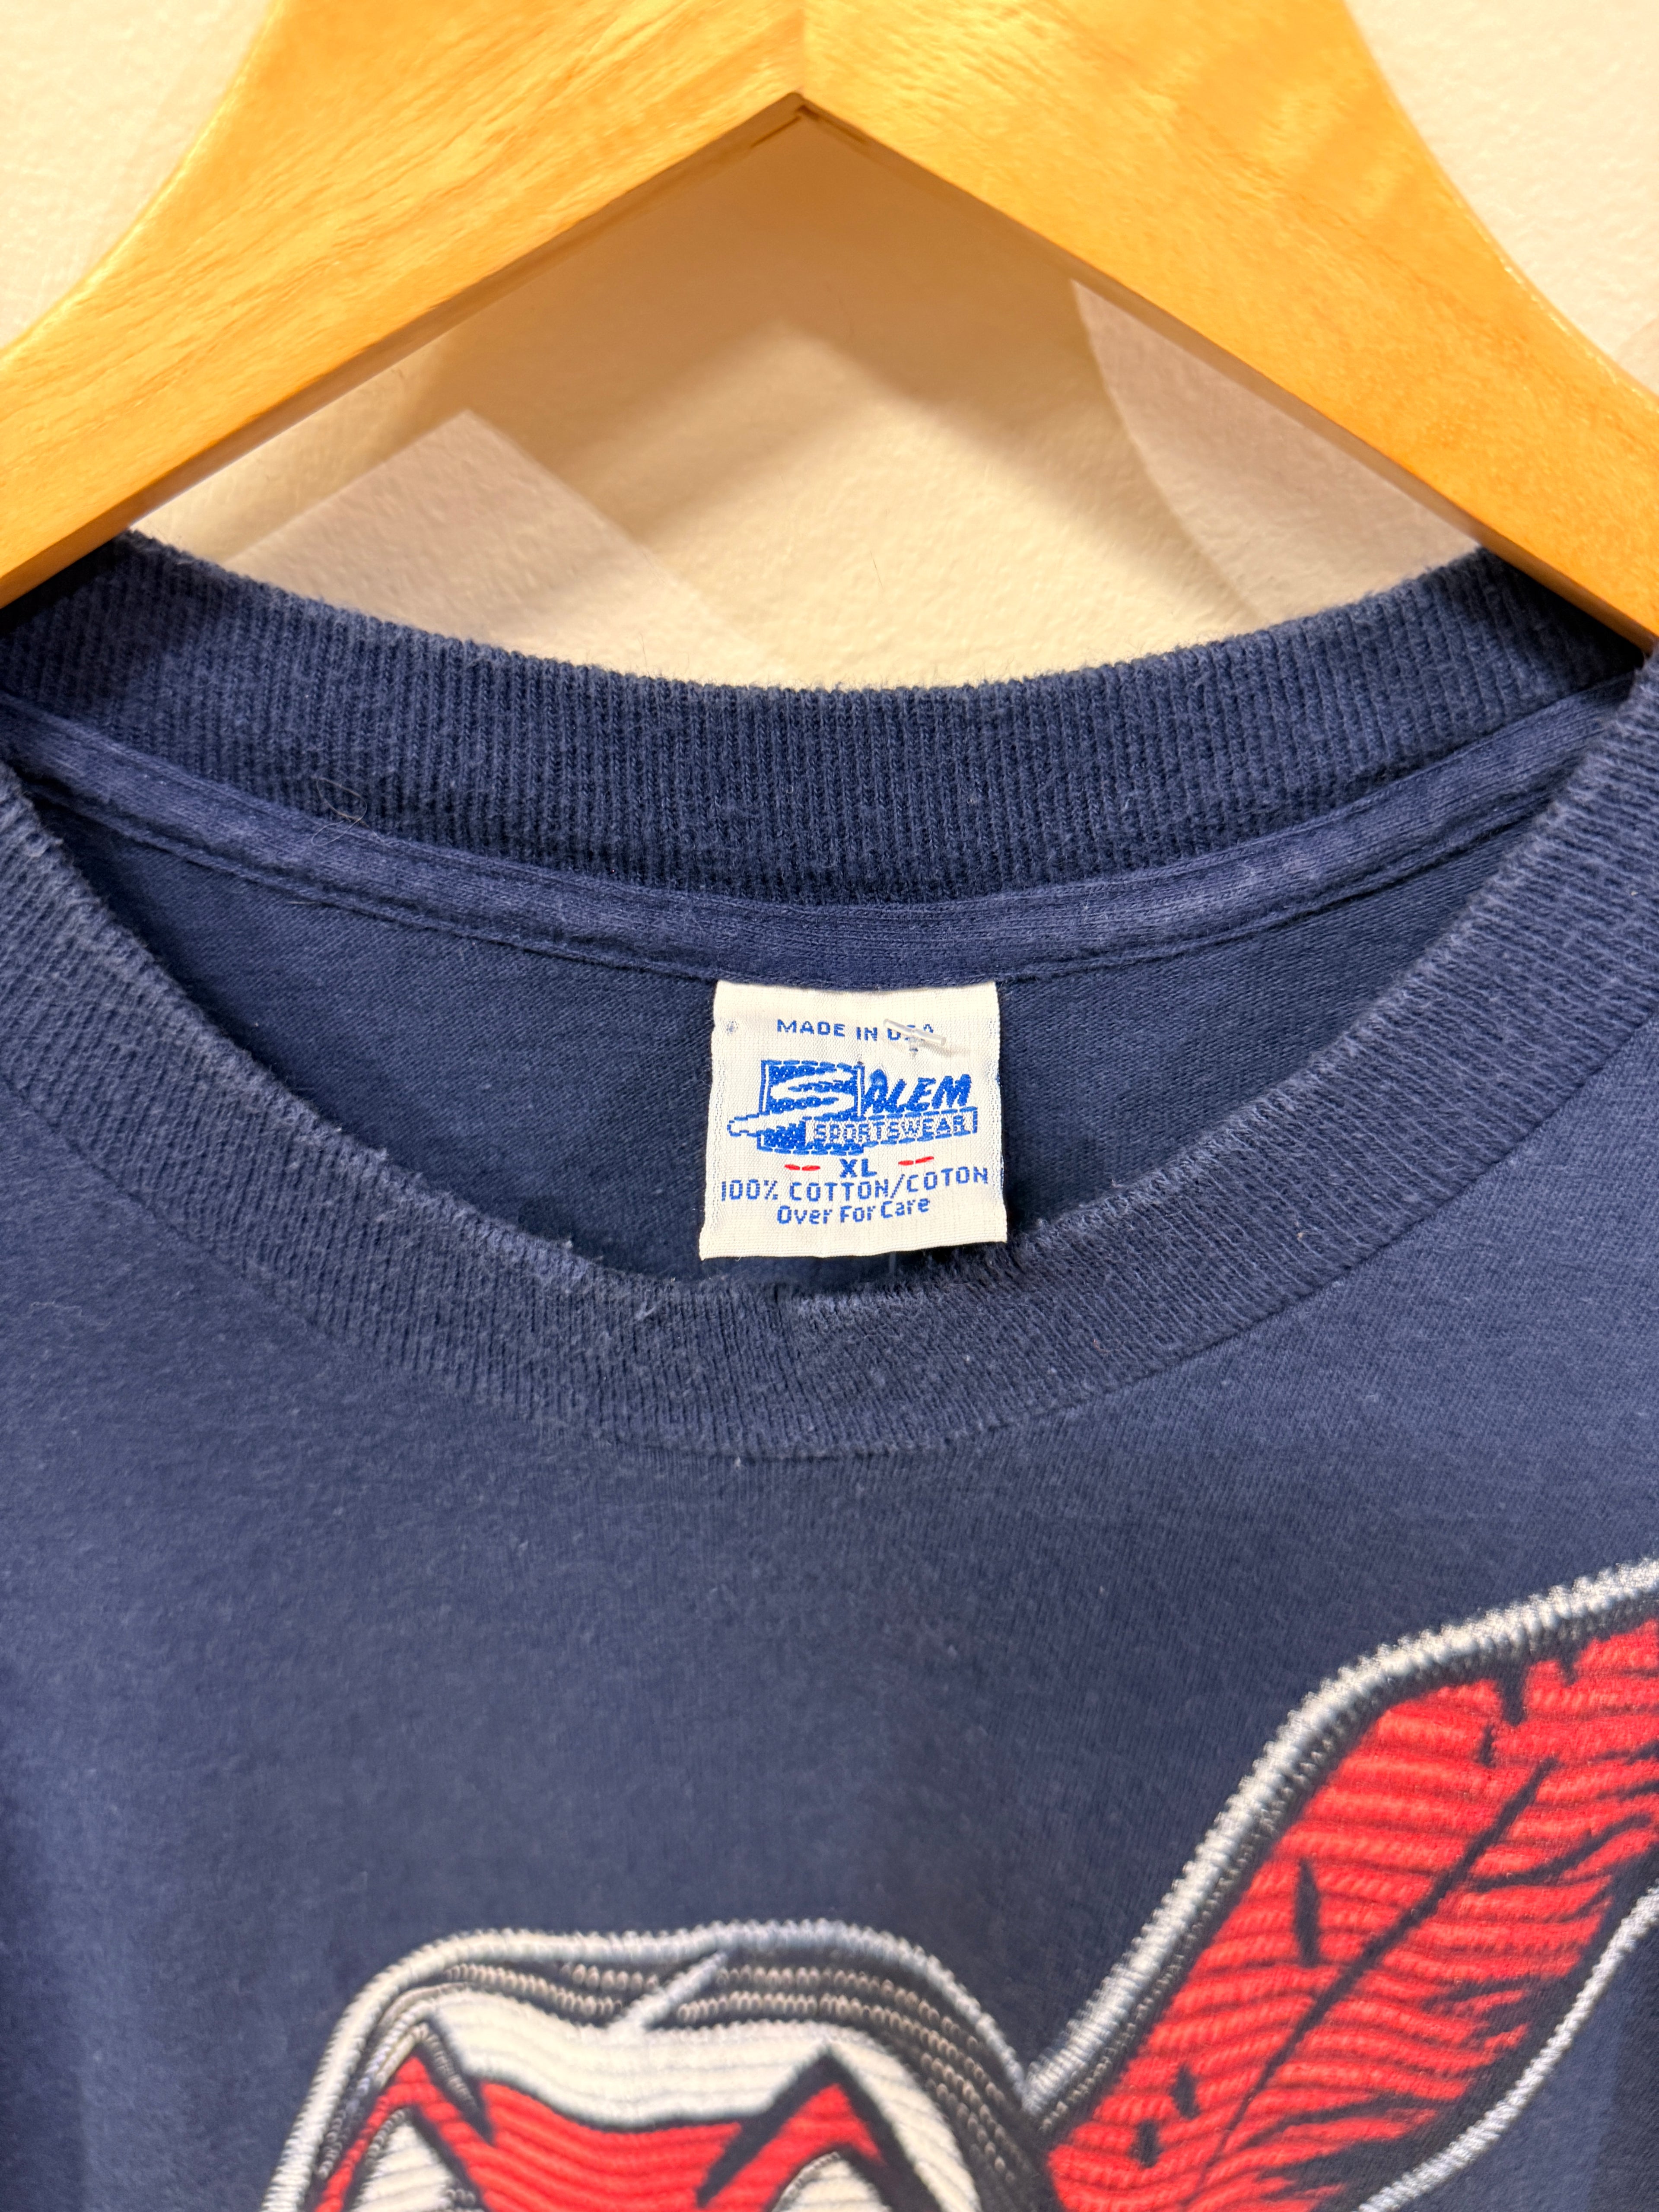 MADE IN USA
SALEM
SPORTSWEAR
XL
100% COTTON/COTON
Over For Care